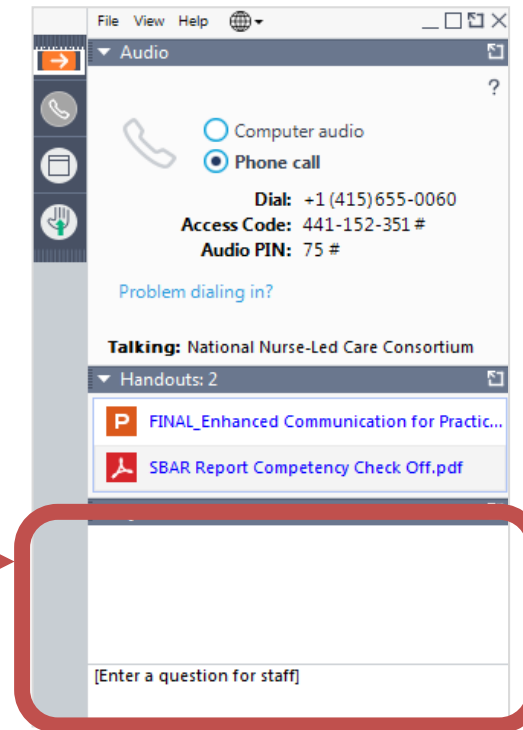 File View Help
Audio
?
Computer audio
Phone call
Dial: +1 (415) 655-0060
Access Code: 441-152-351 #
Audio PIN: 75 #
Problem dialing in?
Talking: National Nurse-Led Care Consortium
Handouts: 2
P FINAL_Enhanced Communication for Practic...
SBAR Report Competency Check Off.pdf
[Enter a question for staff]